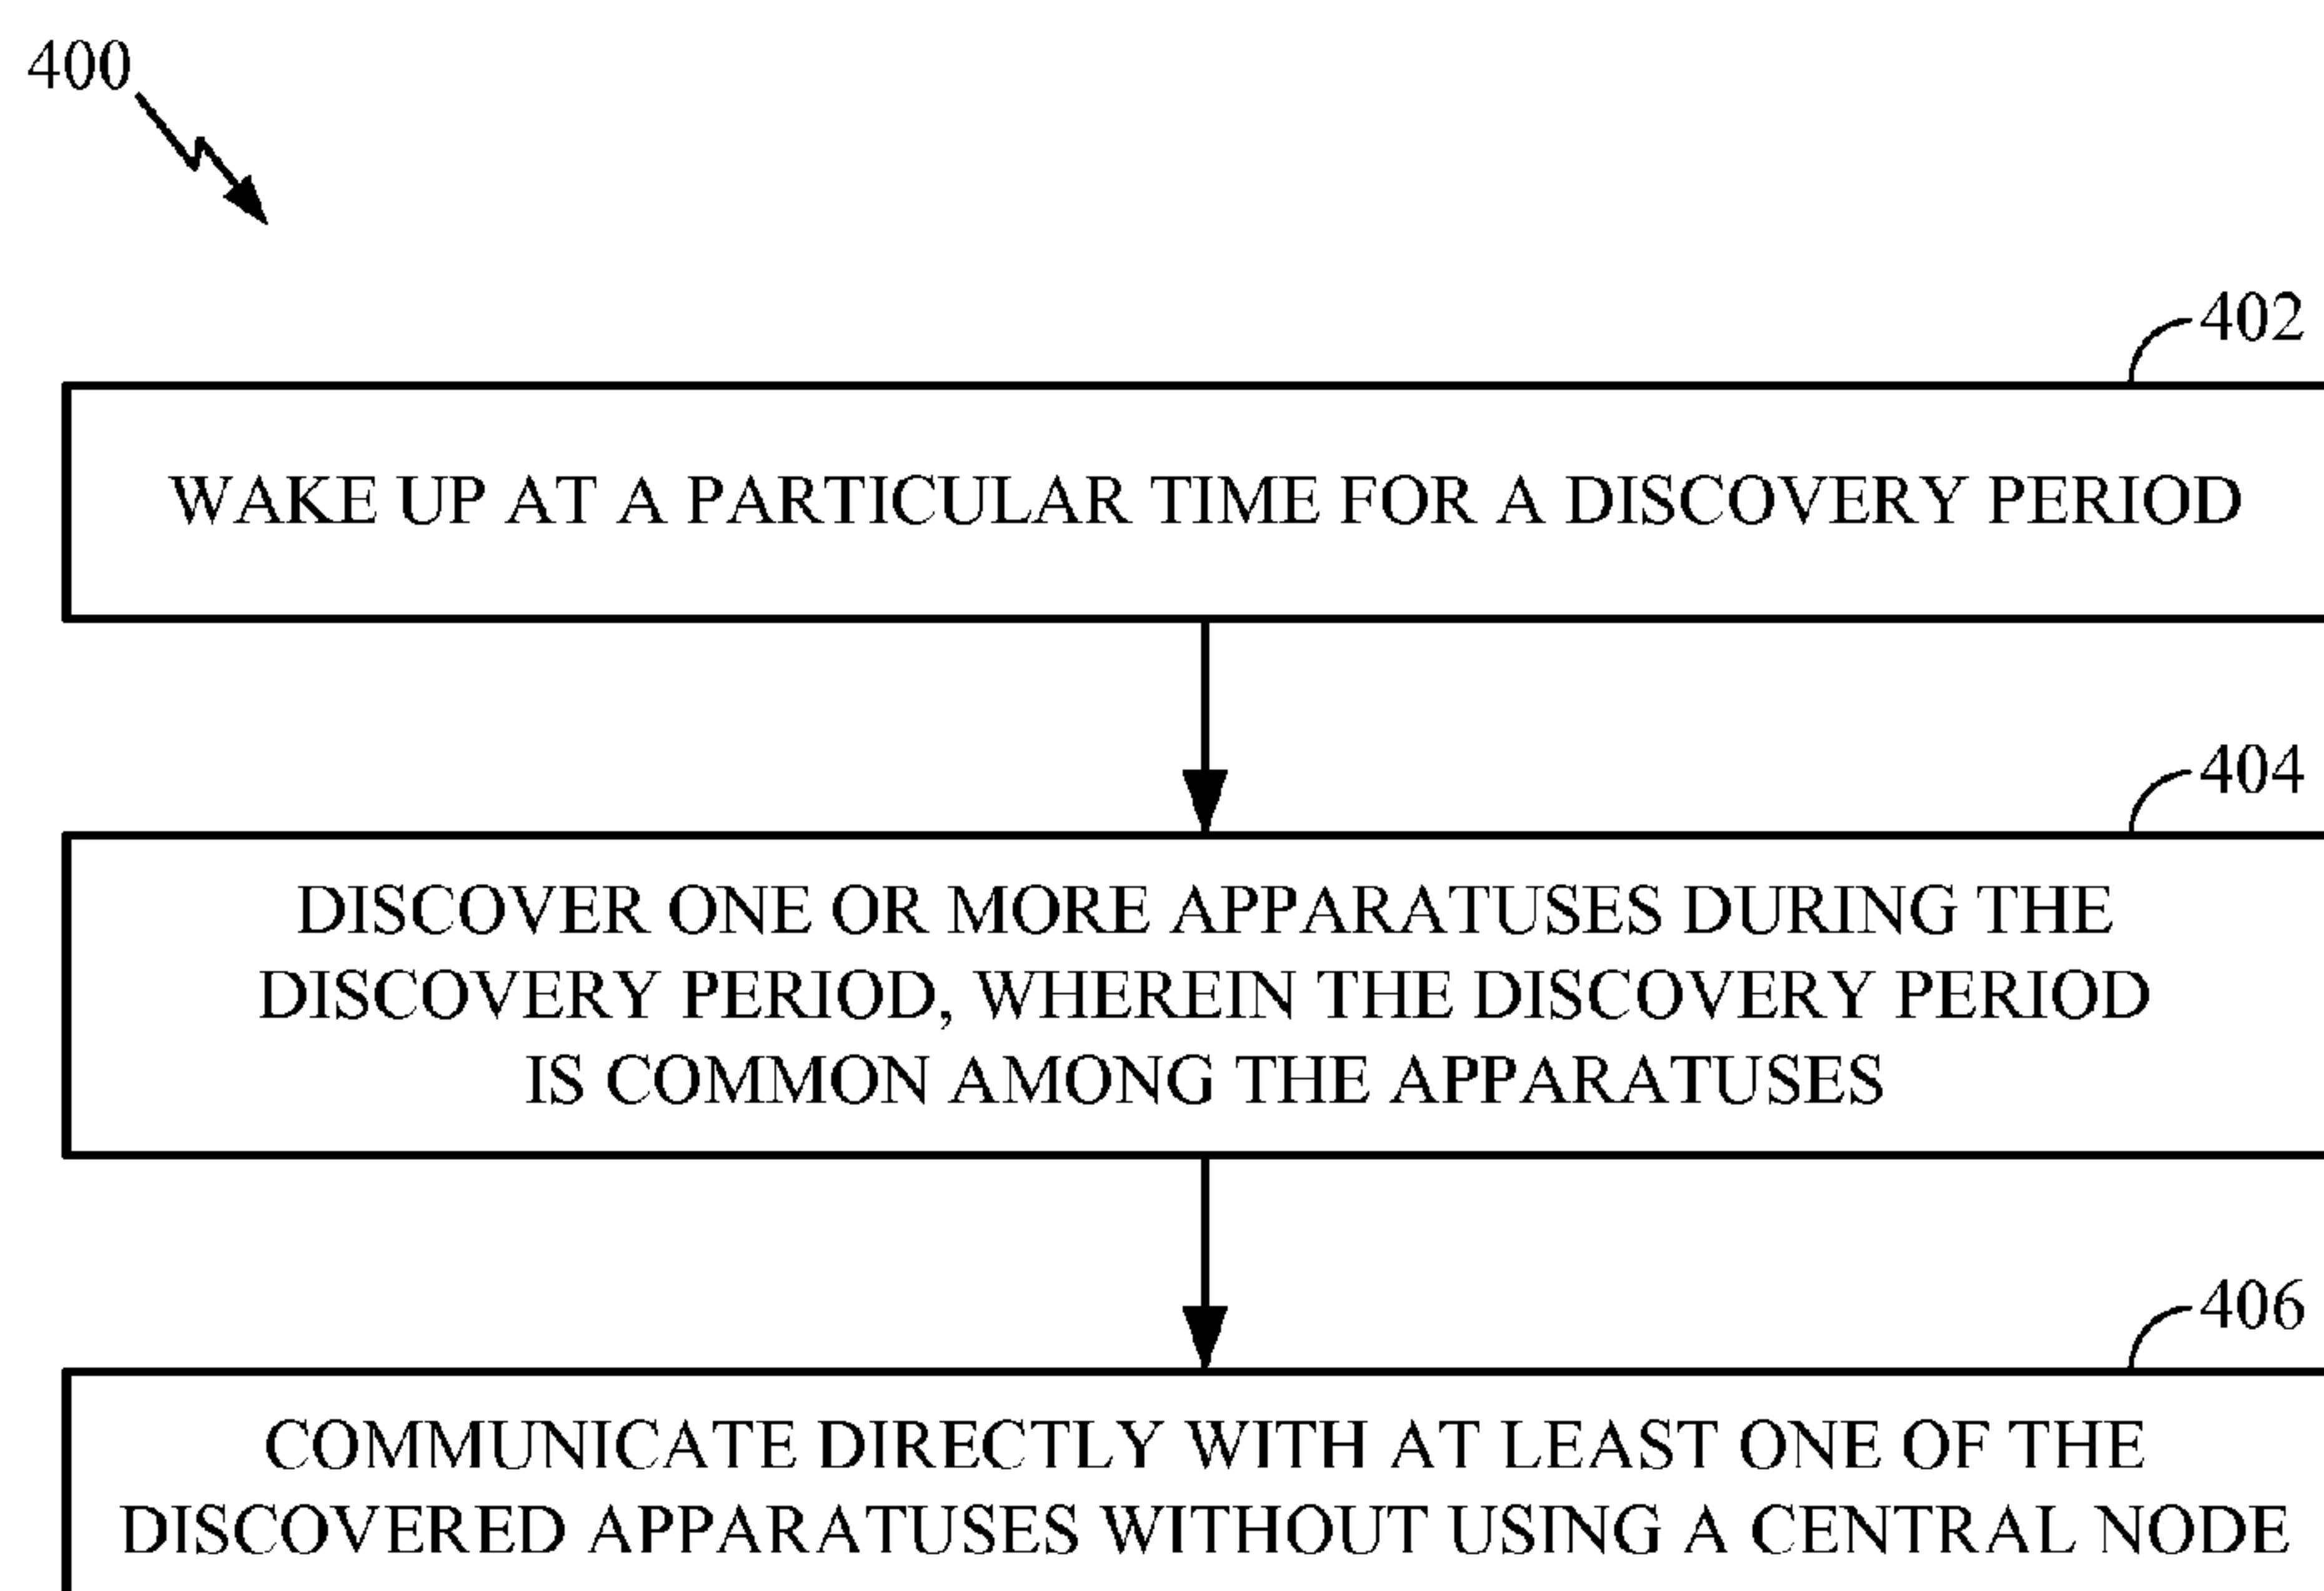 400
402
WAKE UP AT A PARTICULAR TIME FOR A DISCOVERY PERIOD
404
DISCOVER ONE OR MORE APPARATUSES DURING THE
DISCOVERY PERIOD, WHEREIN THE DISCOVERY PERIOD
IS COMMON AMONG THE APPARATUSES
406
COMMUNICATE DIRECTLY WITH AT LEAST ONE OF THE
DISCOVERED APPARATUSES WITHOUT USING A CENTRAL NODE